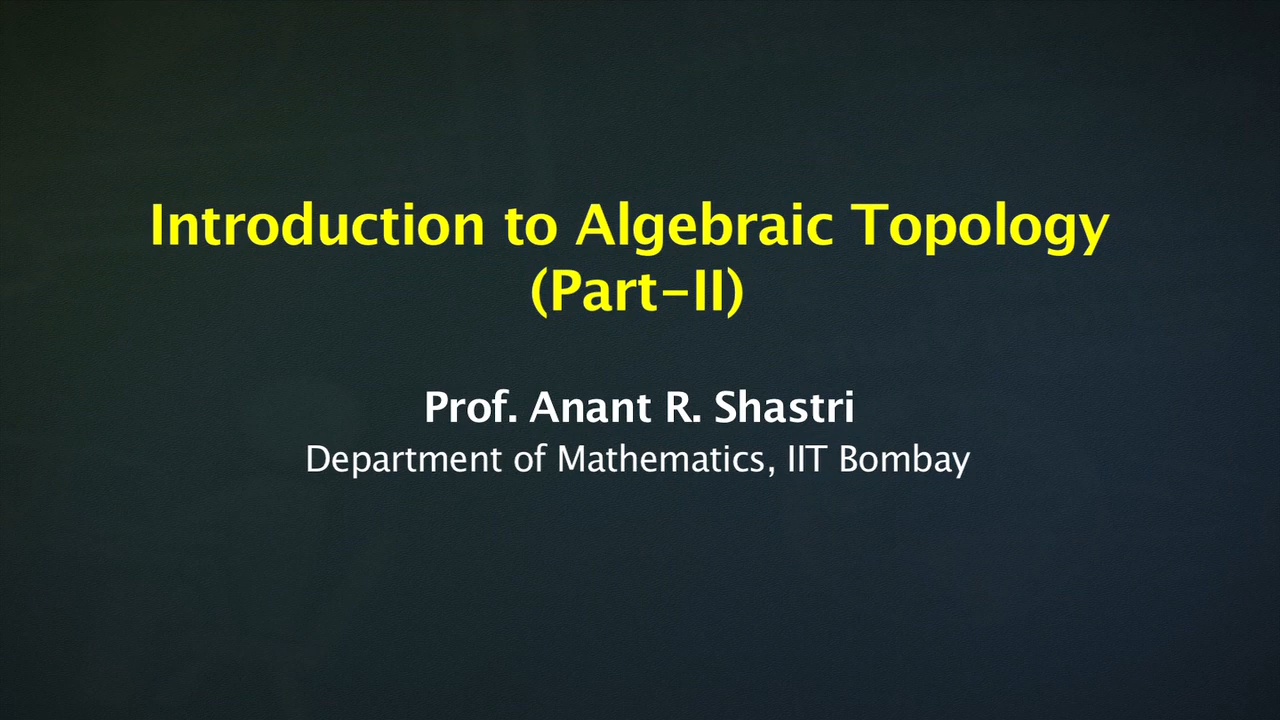 Introduction to Algebraic Topology
(Part-II)
Prof. Anant R. Shastri
Department of Mathematics, IIT Bombay